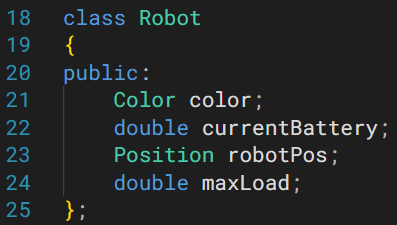 18 class Robot
19 {
20 public:
21 Color color;
22 double currentBattery;
23 Position robotPos;
24 double maxLoad;
25 };